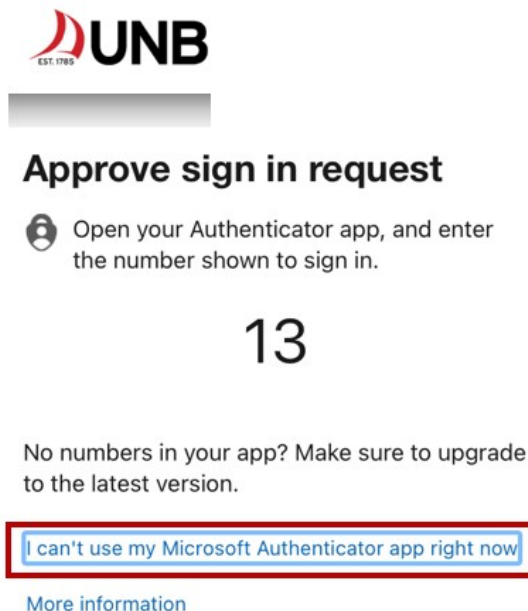 UNB
EST. 1785
Approve sign in request
Open your Authenticator app, and enter
the number shown to sign in.
13
No numbers in your app? Make sure to upgrade
to the latest version.
I can't use my Microsoft Authenticator app right now
More information